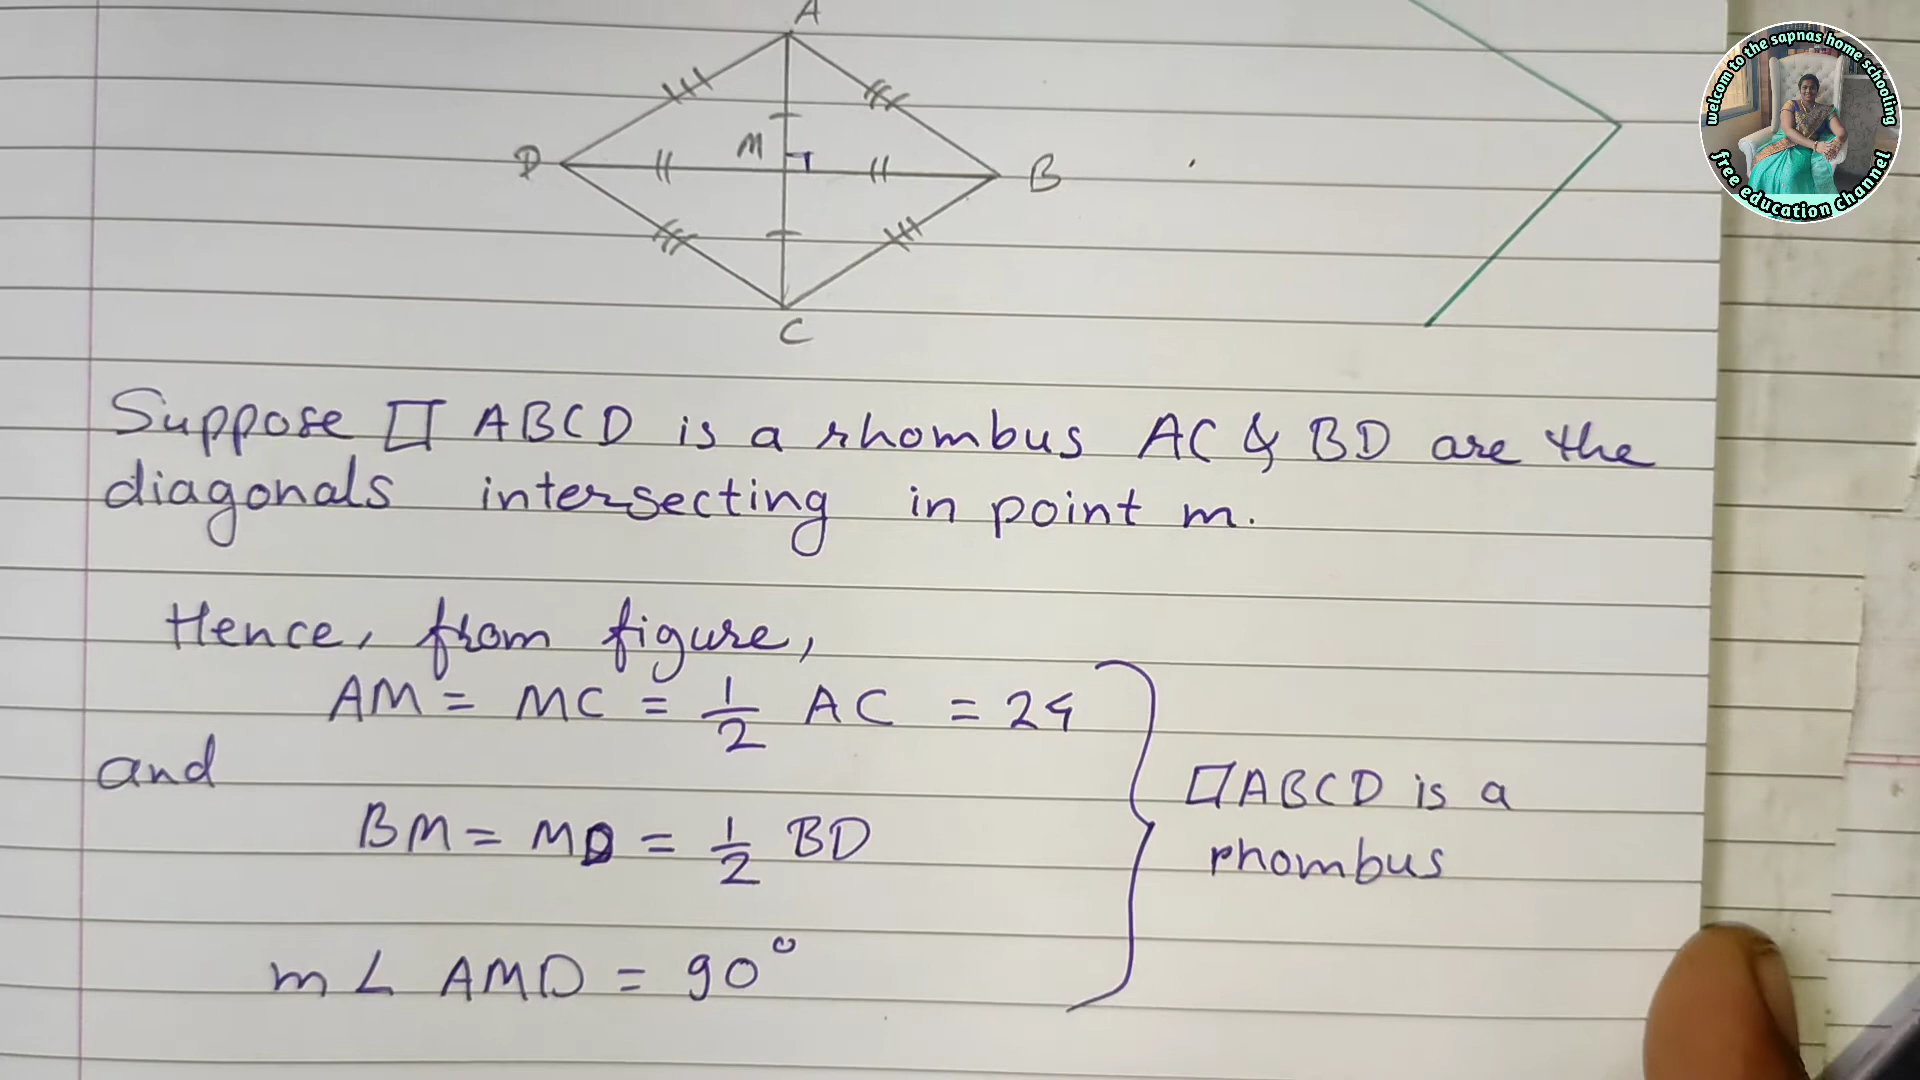 A
D
M
B
C
welcom to the sapnas home schooling
free education channel
Suppose □ ABCD is a rhombus AC & BD are the
diagonals intersecting in point m.
Hence, from figure,
AM = MC = 1/2 AC = 24
and
BM = MD = 1/2 BD
m ∠ AMD = 90°
□ABCD is a
rhombus